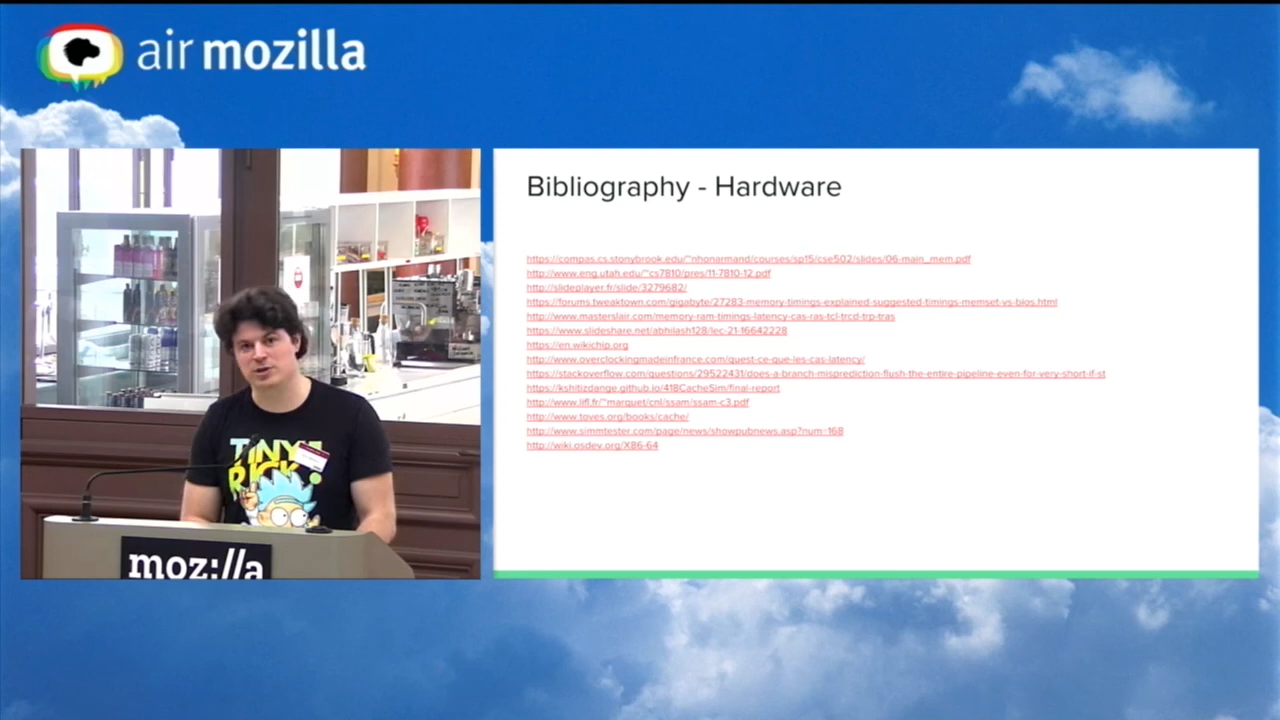 air mozilla
Bibliography - Hardware
https://compas.cs.stonybrook.edu/~nhonarmand/courses/sp15/cse502/slides/06-main_mem.pdf
http://www.eng.utah.edu/~cs7810/pres/11-7810-12.pdf
http://slideplayer.fr/slide/3279682/
https://forums.tweaktown.com/gigabyte/27283-memory-timings-explained-suggested-timings-memset-vs-bios.html
http://www.masterslair.com/memory-ram-timings-latency-cas-ras-tcl-trcd-trp-tras
https://www.slideshare.net/abhilash128/lec-21-16642228
https://en.wikichip.org
http://www.overclockingmadeinfrance.com/quest-ce-que-les-cas-latency/
https://stackoverflow.com/questions/29522431/does-a-branch-misprediction-flush-the-entire-pipeline-even-for-very-short-if-st
https://kshitizdange.github.io/418CacheSim/final-report
http://www.lifl.fr/~marquet/cnl/ssam/ssam-c3.pdf
http://www.toves.org/books/cache/
http://www.simmtester.com/page/news/showpubnews.asp?num=168
http://wiki.osdev.org/X86-64
TINY
RICK
moz://a